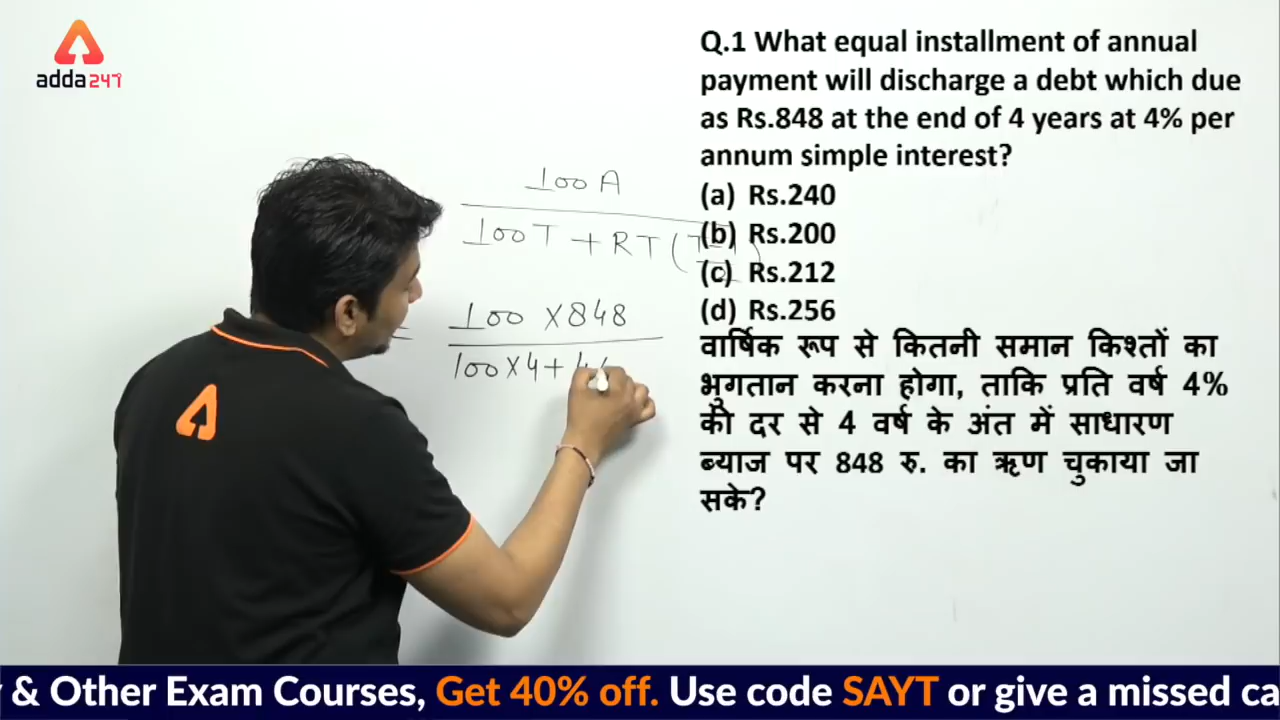 adda247
Q.1 What equal installment of annual
payment will discharge a debt which due
as Rs.848 at the end of 4 years at 4% per
annum simple interest?
(a) Rs.240
(b) Rs.200
(c) Rs.212
(d) Rs.256
वार्षिक रूप से कितनी समान किश्तों का
भुगतान करना होगा, ताकि प्रति वर्ष 4%
की दर से 4 वर्ष के अंत में साधारण
ब्याज पर 848 रु. का ऋण चुकाया जा
सके?
100 A
100T + RT (
= 100 × 848
100 × 4 + 4
& Other Exam Courses, Get 40% off. Use code SAYT or give a missed